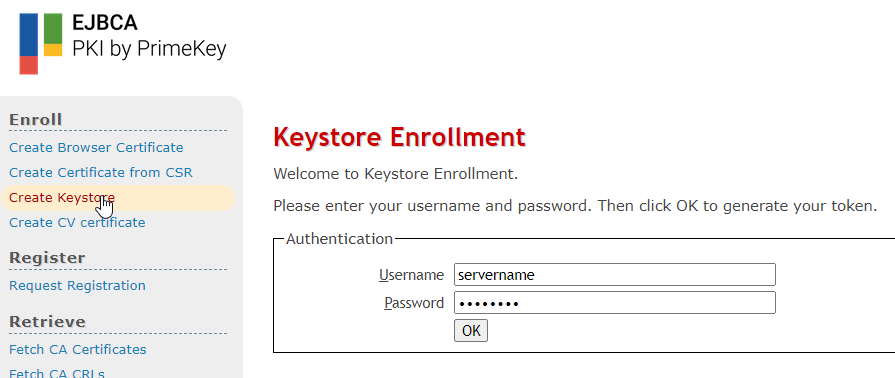 EJBCA
PKI by PrimeKey
Enroll
Create Browser Certificate
Create Certificate from CSR
Create Keystore
Create CV certificate
Register
Request Registration
Retrieve
Fetch CA Certificates
Fetch CA CRLs
Keystore Enrollment
Welcome to Keystore Enrollment.
Please enter your username and password. Then click OK to generate your token.
Authentication
Username servername
Password ••••••••
OK